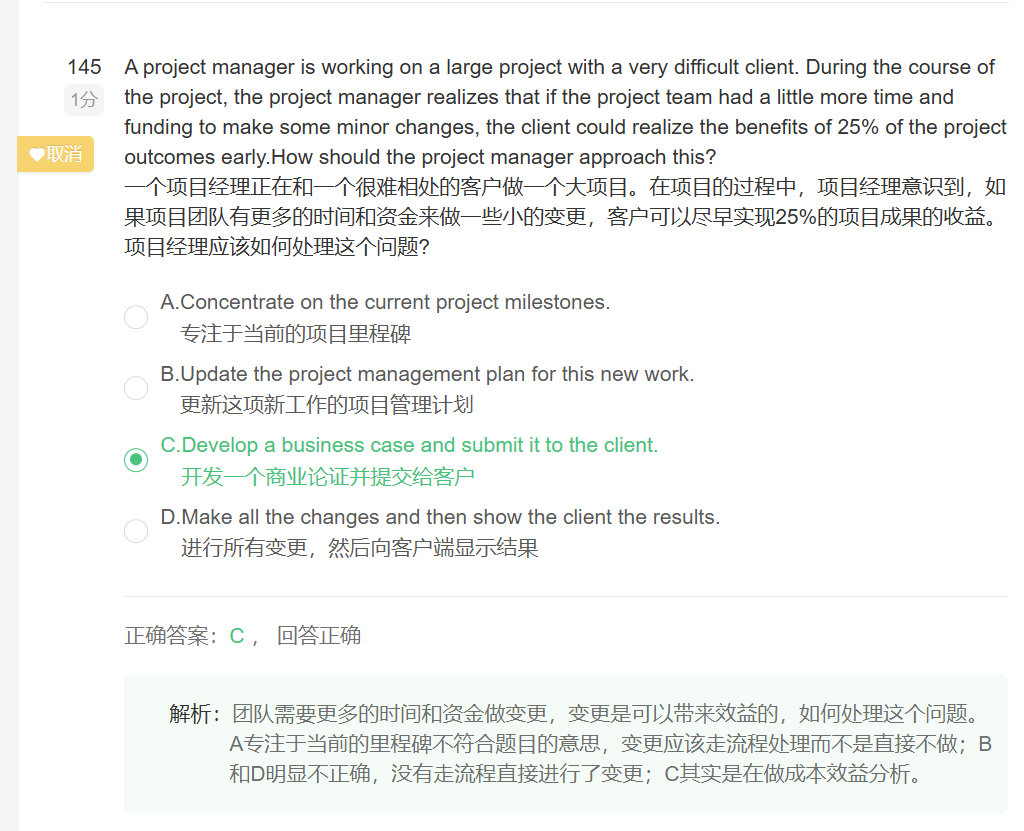 145
1分
取消
A project manager is working on a large project with a very difficult client. During the course of
the project, the project manager realizes that if the project team had a little more time and
funding to make some minor changes, the client could realize the benefits of 25% of the project
outcomes early.How should the project manager approach this?
一个项目经理正在和一个很难相处的客户做一个大项目。在项目的过程中，项目经理意识到，如
果项目团队有更多的时间和资金来做一些小的变更，客户可以尽早实现25%的项目成果的收益。
项目经理应该如何处理这个问题?
A.Concentrate on the current project milestones.
专注于当前的项目里程碑
B.Update the project management plan for this new work.
更新这项新工作的项目管理计划
C.Develop a business case and submit it to the client.
开发一个商业论证并提交给客户
D.Make all the changes and then show the client the results.
进行所有变更，然后向客户端显示结果
正确答案：C ， 回答正确
解析：团队需要更多的时间和资金做变更，变更是可以带来效益的，如何处理这个问题。
A专注于当前的里程碑不符合题目的意思，变更应该走流程处理而不是直接不做；B
和D明显不正确，没有走流程直接进行了变更；C其实是在做成本效益分析。